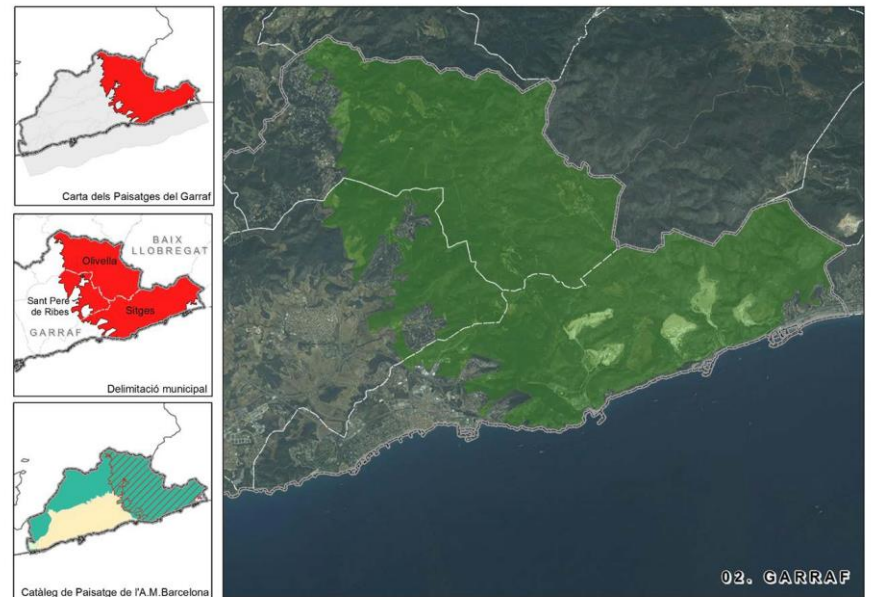 Carta dels Paisatges del Garraf
BAIX
LLOBREGAT
Olivella
Sant Pere
de Ribes
Sitges
GARRAF
Delimitació municipal
Catàleg de Paisatge de l'A.M.Barcelona
02. GARRAF